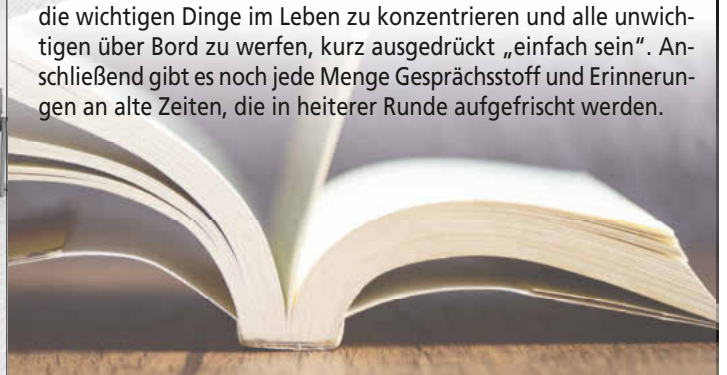 die wichtigen Dinge im Leben zu konzentrieren und alle unwich-
tigen über Bord zu werfen, kurz ausgedrückt „einfach sein“. An-
schließend gibt es noch jede Menge Gesprächsstoff und Erinnerun-
gen an alte Zeiten, die in heiterer Runde aufgefrischt werden.